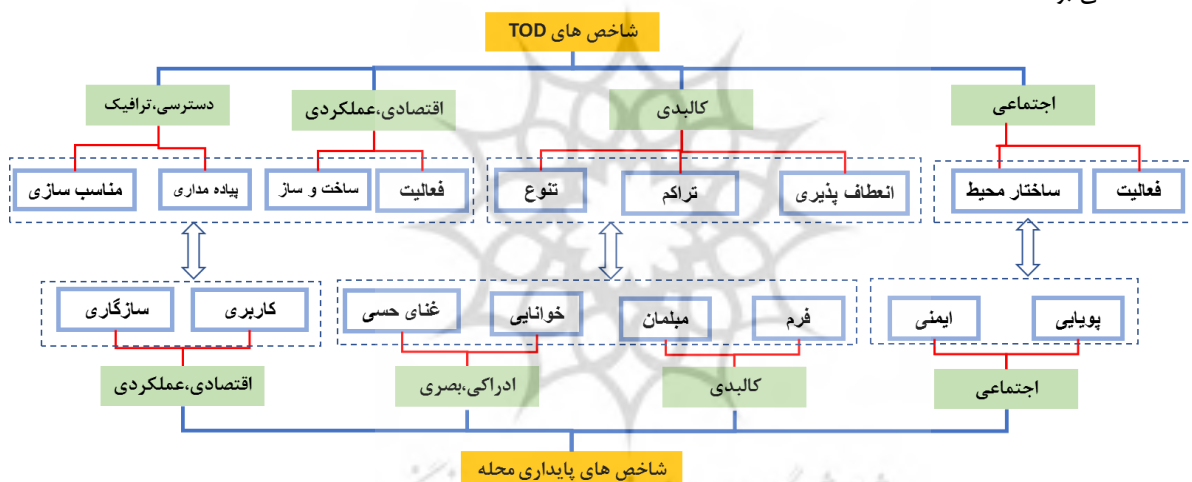 شاخص های TOD
اجتماعی
کالبدی
اقتصادی،عملکردی
دسترسی،ترافیک
فعالیت
ساختار محیط
انعطاف پذیری
تراکم
تنوع
فعالیت
ساخت و ساز
پیاده مداری
مناسب سازی
پویایی
ایمنی
فرم
مبلمان
خوانایی
غنای حسی
کاربری
سازگاری
اجتماعی
کالبدی
ادراکی،بصری
اقتصادی،عملکردی
شاخص های پایداری محله